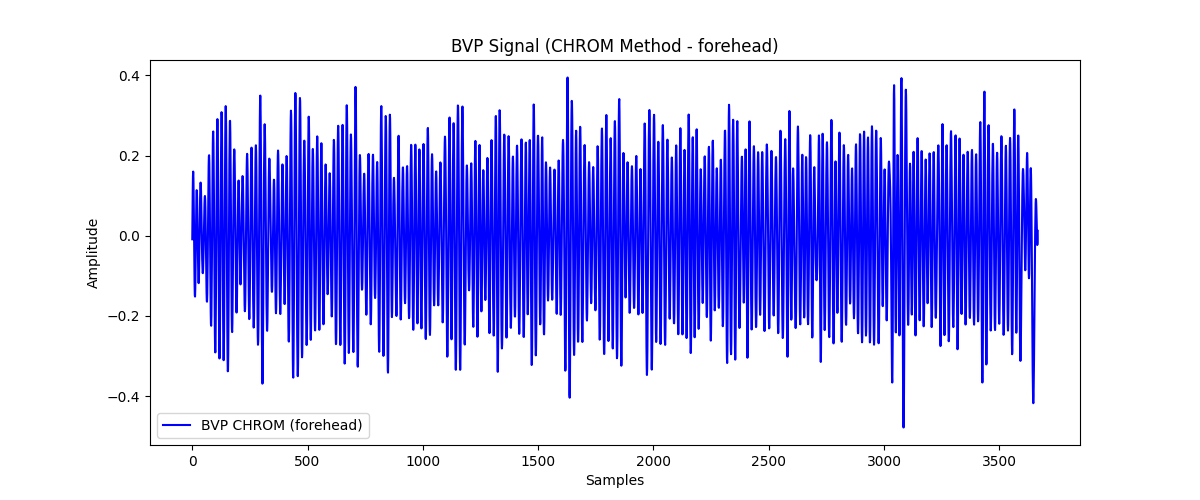 BVP Signal (CHROM Method - forehead)
Amplitude
0.4
0.2
0.0
−0.2
−0.4
BVP CHROM (forehead)
0 500 1000 1500 2000 2500 3000 3500
Samples